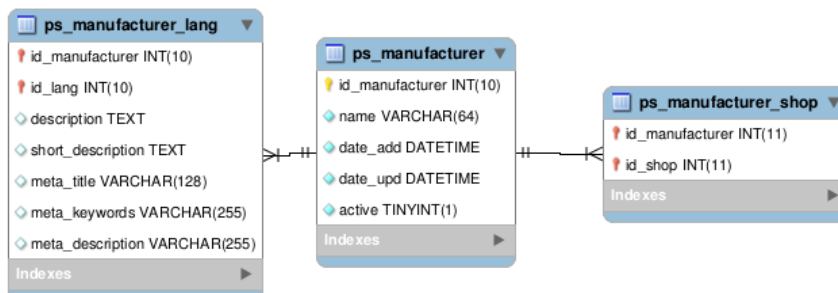 ps_manufacturer_lang
id_manufacturer INT(10)
id_lang INT(10)
description TEXT
short_description TEXT
meta_title VARCHAR(128)
meta_keywords VARCHAR(255)
meta_description VARCHAR(255)
Indexes
ps_manufacturer
id_manufacturer INT(10)
name VARCHAR(64)
date_add DATETIME
date_upd DATETIME
active TINYINT(1)
Indexes
ps_manufacturer_shop
id_manufacturer INT(11)
id_shop INT(11)
Indexes